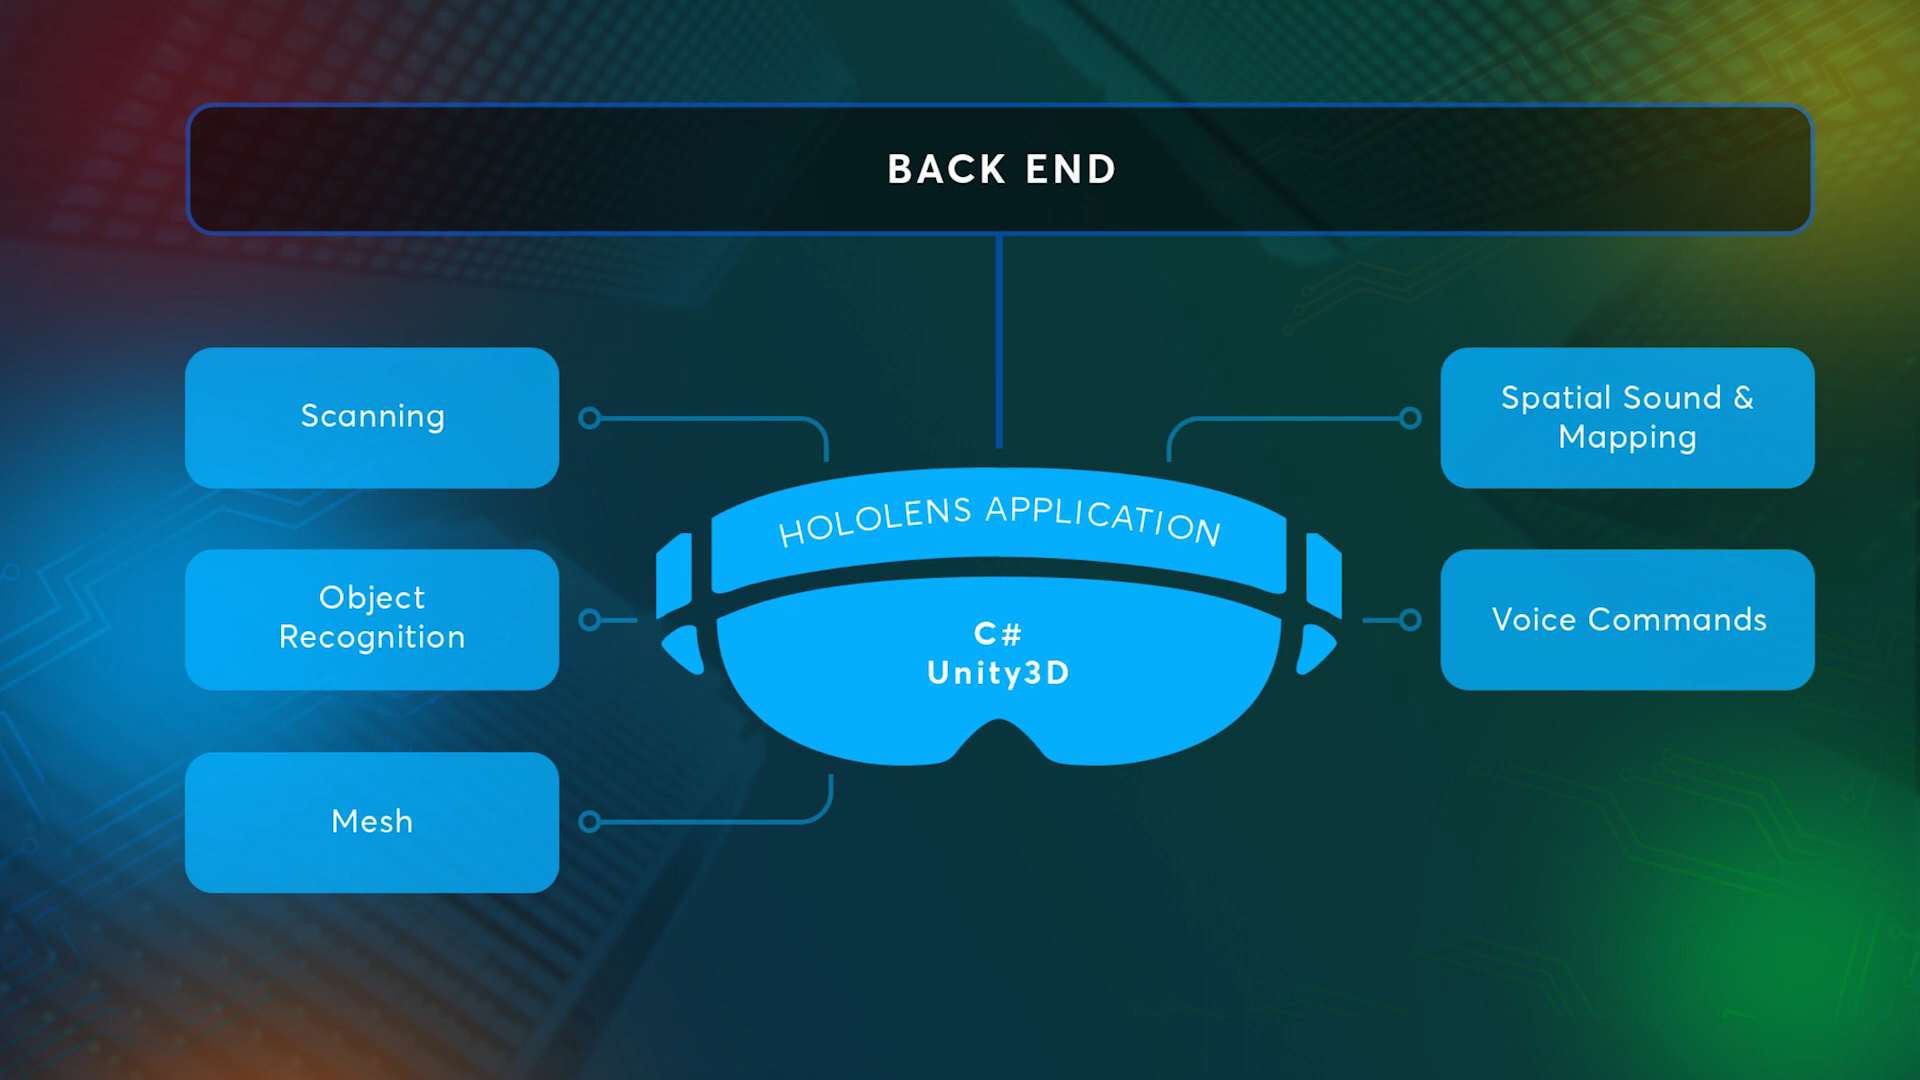 BACK END
Scanning
Spatial Sound &
Mapping
HOLOLENS APPLICATION
Object
Recognition
C#
Unity3D
Voice Commands
Mesh